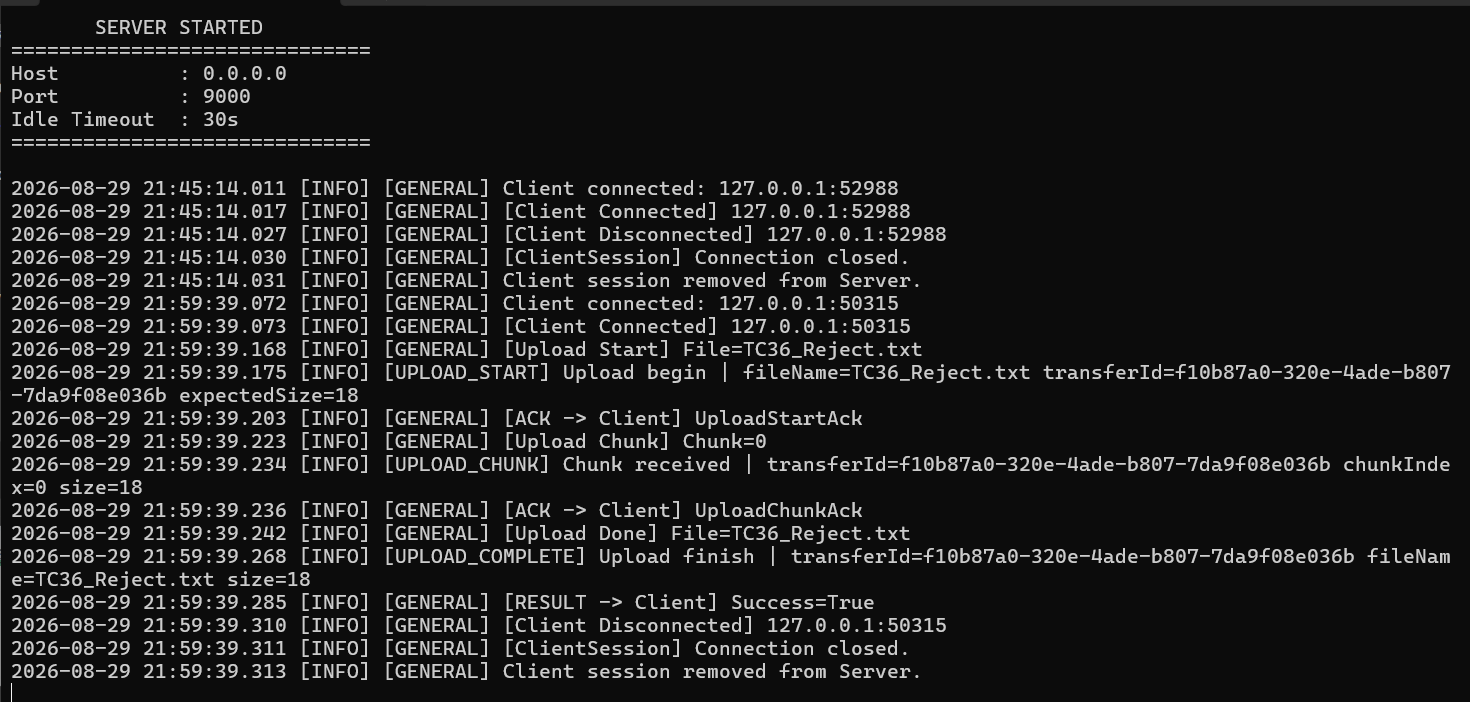 SERVER STARTED
==============================
Host          : 0.0.0.0
Port          : 9000
Idle Timeout  : 30s
==============================
2026-08-29 21:45:14.011 [INFO] [GENERAL] Client connected: 127.0.0.1:52988
2026-08-29 21:45:14.017 [INFO] [GENERAL] [Client Connected] 127.0.0.1:52988
2026-08-29 21:45:14.027 [INFO] [GENERAL] [Client Disconnected] 127.0.0.1:52988
2026-08-29 21:45:14.030 [INFO] [GENERAL] [ClientSession] Connection closed.
2026-08-29 21:45:14.031 [INFO] [GENERAL] Client session removed from Server.
2026-08-29 21:59:39.072 [INFO] [GENERAL] Client connected: 127.0.0.1:50315
2026-08-29 21:59:39.073 [INFO] [GENERAL] [Client Connected] 127.0.0.1:50315
2026-08-29 21:59:39.168 [INFO] [GENERAL] [Upload Start] File=TC36_Reject.txt
2026-08-29 21:59:39.175 [INFO] [UPLOAD_START] Upload begin | fileName=TC36_Reject.txt transferId=f10b87a0-320e-4ade-b807
-7da9f08e036b expectedSize=18
2026-08-29 21:59:39.203 [INFO] [GENERAL] [ACK -> Client] UploadStartAck
2026-08-29 21:59:39.223 [INFO] [GENERAL] [Upload Chunk] Chunk=0
2026-08-29 21:59:39.234 [INFO] [UPLOAD_CHUNK] Chunk received | transferId=f10b87a0-320e-4ade-b807-7da9f08e036b chunkInde
x=0 size=18
2026-08-29 21:59:39.236 [INFO] [GENERAL] [ACK -> Client] UploadChunkAck
2026-08-29 21:59:39.242 [INFO] [GENERAL] [Upload Done] File=TC36_Reject.txt
2026-08-29 21:59:39.268 [INFO] [UPLOAD_COMPLETE] Upload finish | transferId=f10b87a0-320e-4ade-b807-7da9f08e036b fileNam
e=TC36_Reject.txt size=18
2026-08-29 21:59:39.285 [INFO] [GENERAL] [RESULT -> Client] Success=True
2026-08-29 21:59:39.310 [INFO] [GENERAL] [Client Disconnected] 127.0.0.1:50315
2026-08-29 21:59:39.311 [INFO] [GENERAL] [ClientSession] Connection closed.
2026-08-29 21:59:39.313 [INFO] [GENERAL] Client session removed from Server.